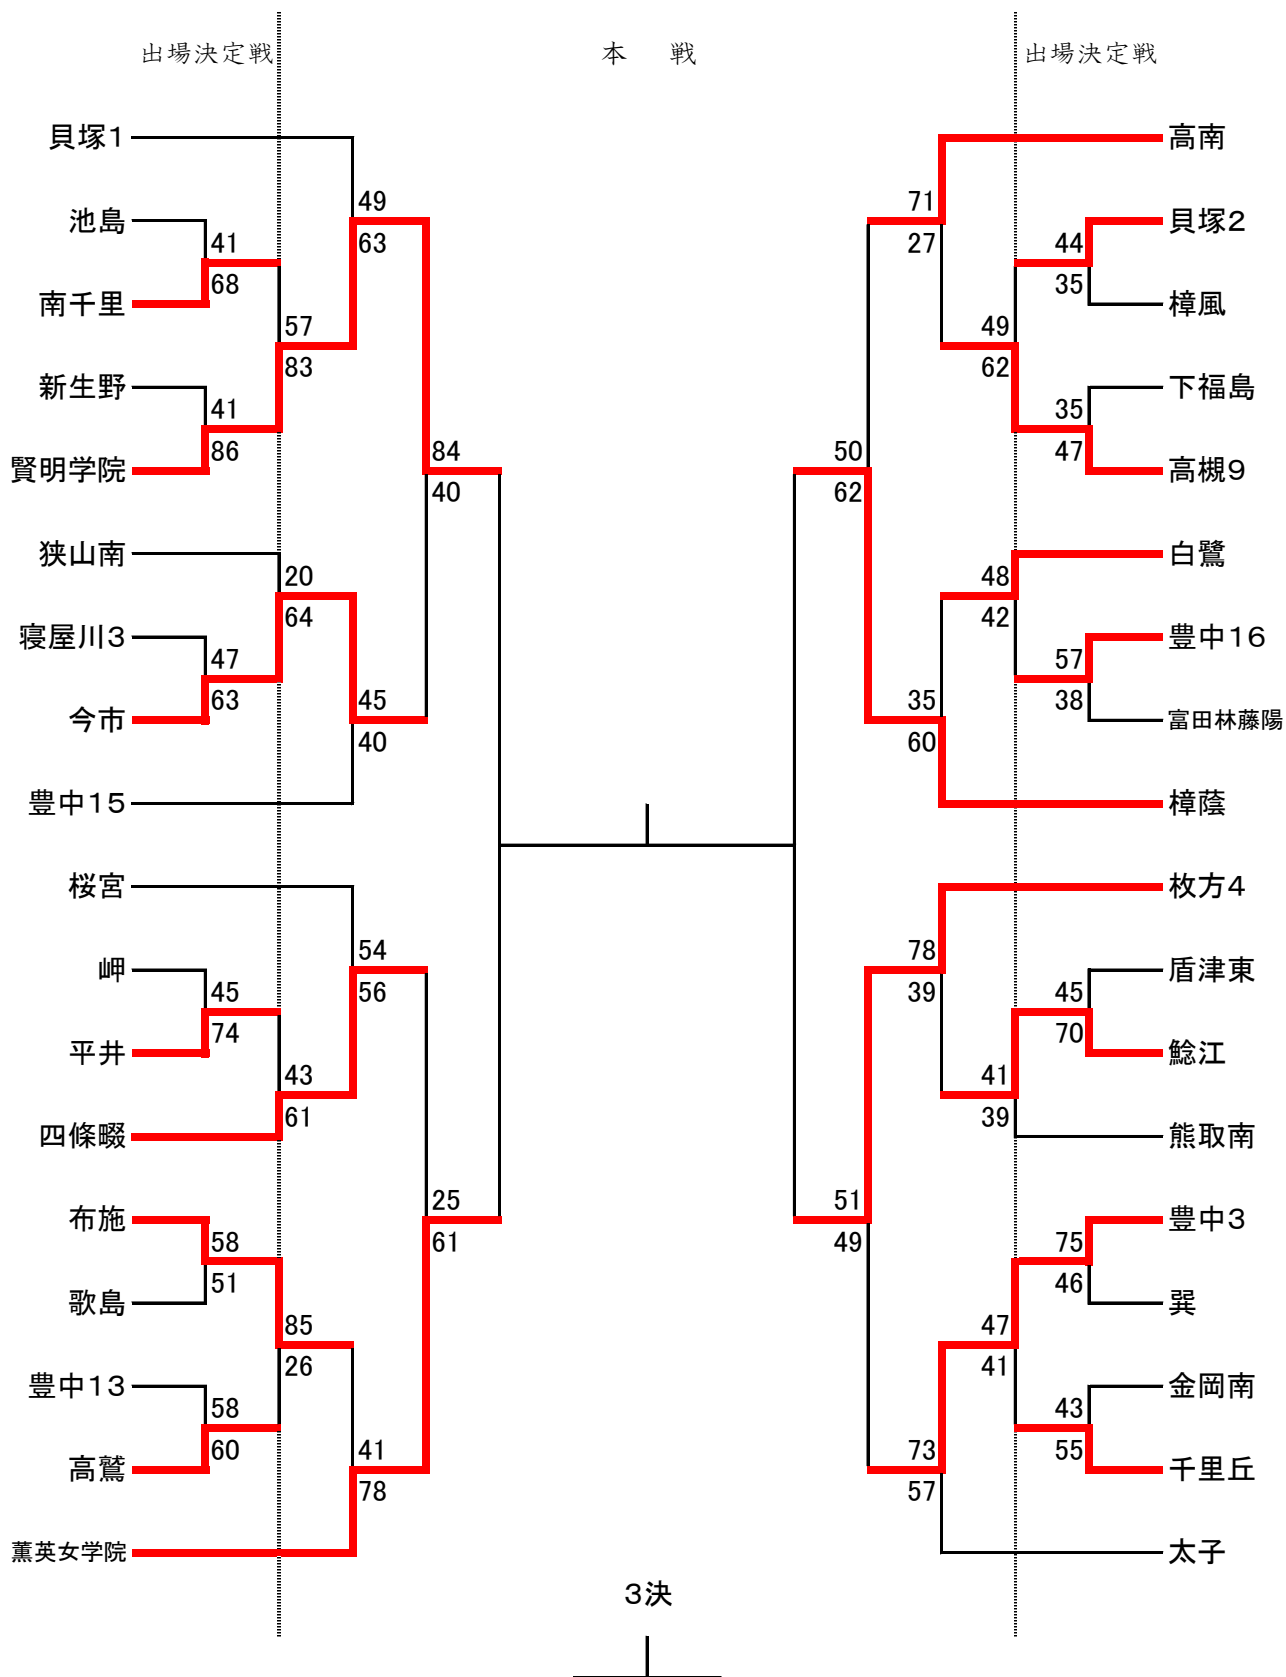 出場決定戦
本 戦
出場決定戦
貝塚1
49
63
池島
41
68
南千里
57
83
新生野
41
86
賢明学院
84
40
狭山南
20
64
寝屋川3
47
63
今市
45
40
豊中15
桜宮
54
56
岬
45
74
平井
43
61
四條畷
25
61
布施
58
51
歌島
85
26
豊中13
58
60
高鷲
41
78
薫英女学院
高南
71
27
貝塚2
44
35
樟風
49
62
下福島
35
47
高槻9
50
62
白鷺
48
42
豊中16
57
38
富田林藤陽
35
60
樟蔭
枚方4
78
39
盾津東
45
70
鯰江
41
39
熊取南
51
49
豊中3
75
46
巽
47
41
金岡南
43
55
千里丘
73
57
太子
3決